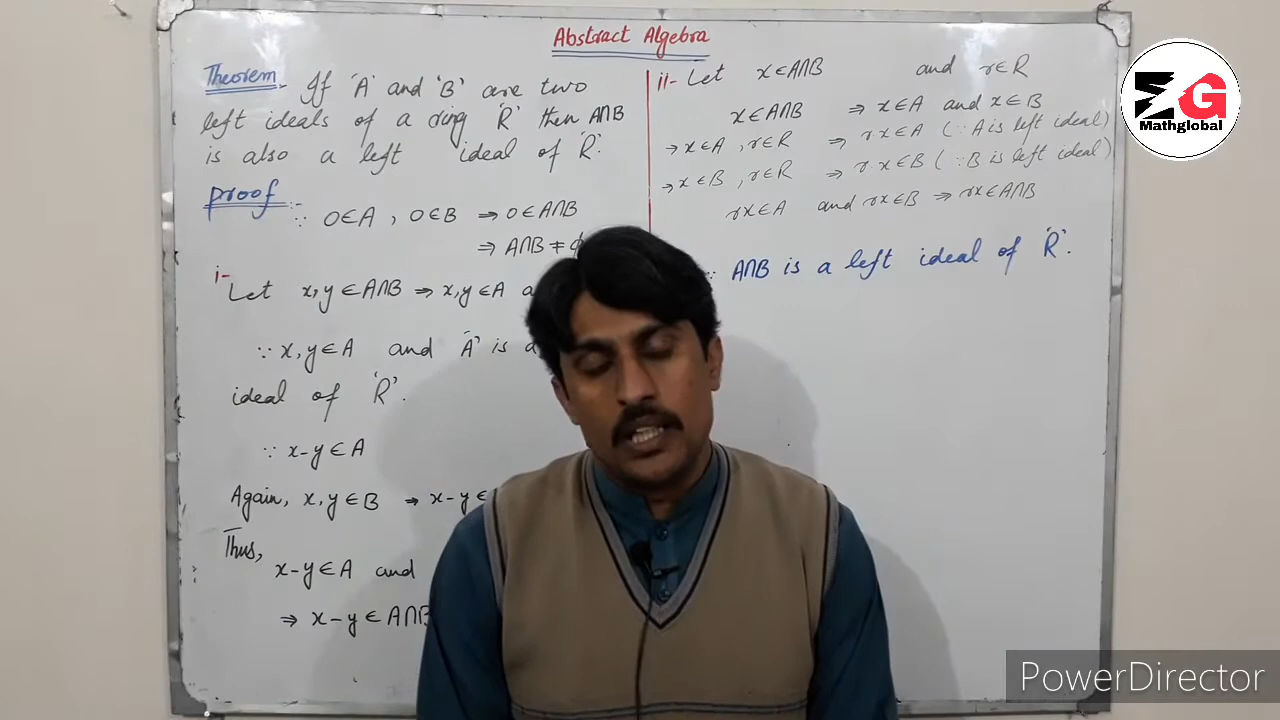 Abstract Algebra
Theorem:- If 'A' and 'B' are two
left ideals of a ring 'R' then A∩B
is also a left ideal of 'R'.
Proof :-
∵ 0∈A , 0∈B ⇒ 0∈A∩B
⇒ A∩B ≠ ϕ
i- Let x,y ∈ A∩B ⇒ x,y ∈ A
∵ x,y ∈ A and 'A' is a
ideal of 'R'.
∵ x-y ∈ A
Again, x,y ∈ B ⇒ x-y ∈
Thus,
x-y ∈ A and
⇒ x-y ∈ A∩B
ii- Let x∈A∩B and r∈R
x∈A∩B ⇒ x∈A and x∈B
⇒ x∈A , r∈R ⇒ r.x∈A (∵ A is left ideal)
⇒ x∈B , r∈R ⇒ r.x∈B (∵ B is left ideal)
rx∈A and rx∈B ⇒ rx∈A∩B
A∩B is a left ideal of 'R'.
MG
Mathglobal
PowerDirector